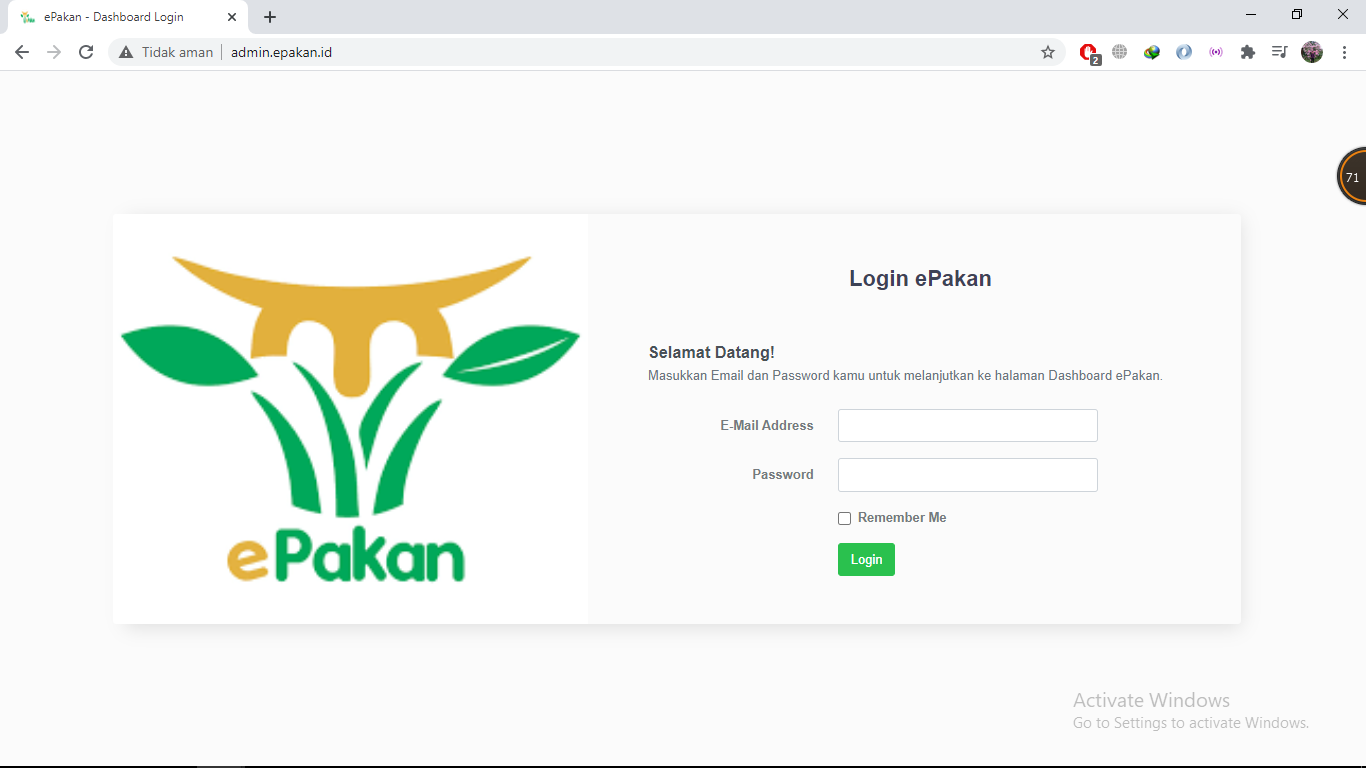 ePakan - Dashboard Login
Tidak aman
admin.epakan.id
2
71
Login ePakan
Selamat Datang!
Masukkan Email dan Password kamu untuk melanjutkan ke halaman Dashboard ePakan.
E-Mail Address
Password
Remember Me
Login
ePakan
Activate Windows
Go to Settings to activate Windows.